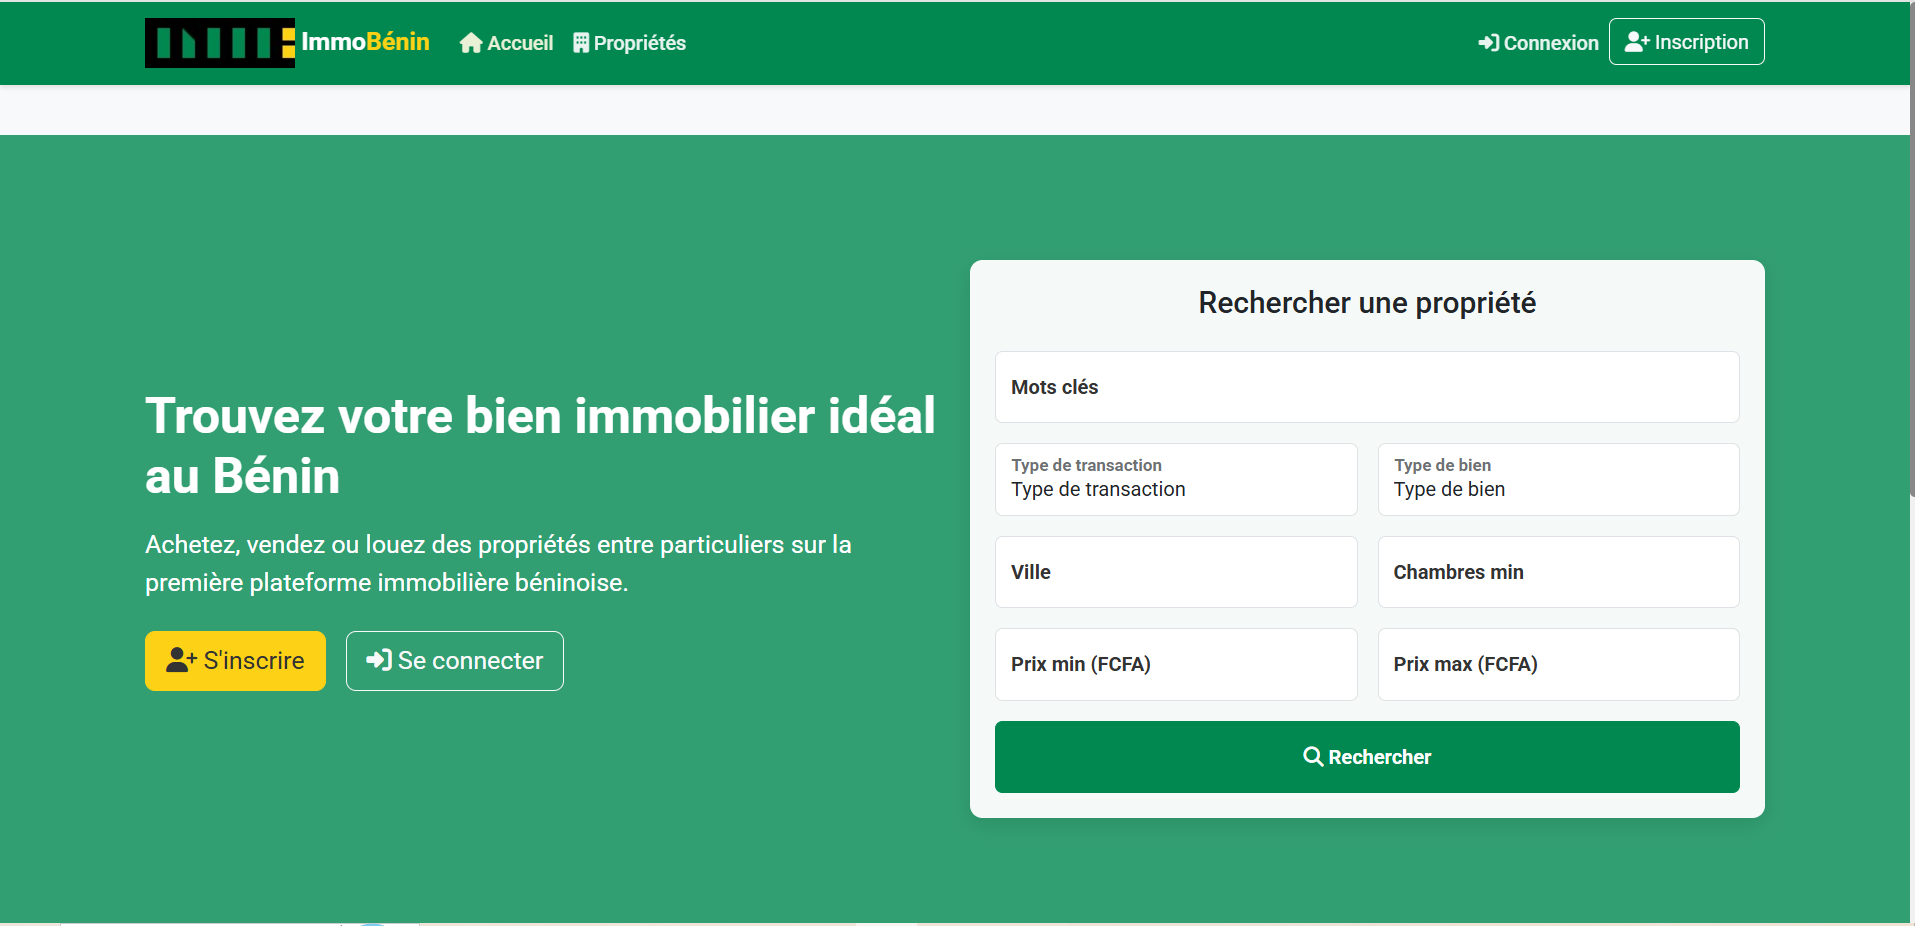 ImmoBénin
Accueil
Propriétés
Connexion
Inscription
Trouvez votre bien immobilier idéal
au Bénin
Achetez, vendez ou louez des propriétés entre particuliers sur la
première plateforme immobilière béninoise.
S'inscrire
Se connecter
Rechercher une propriété
Mots clés
Type de transaction
Type de transaction
Type de bien
Type de bien
Ville
Chambres min
Prix min (FCFA)
Prix max (FCFA)
Rechercher